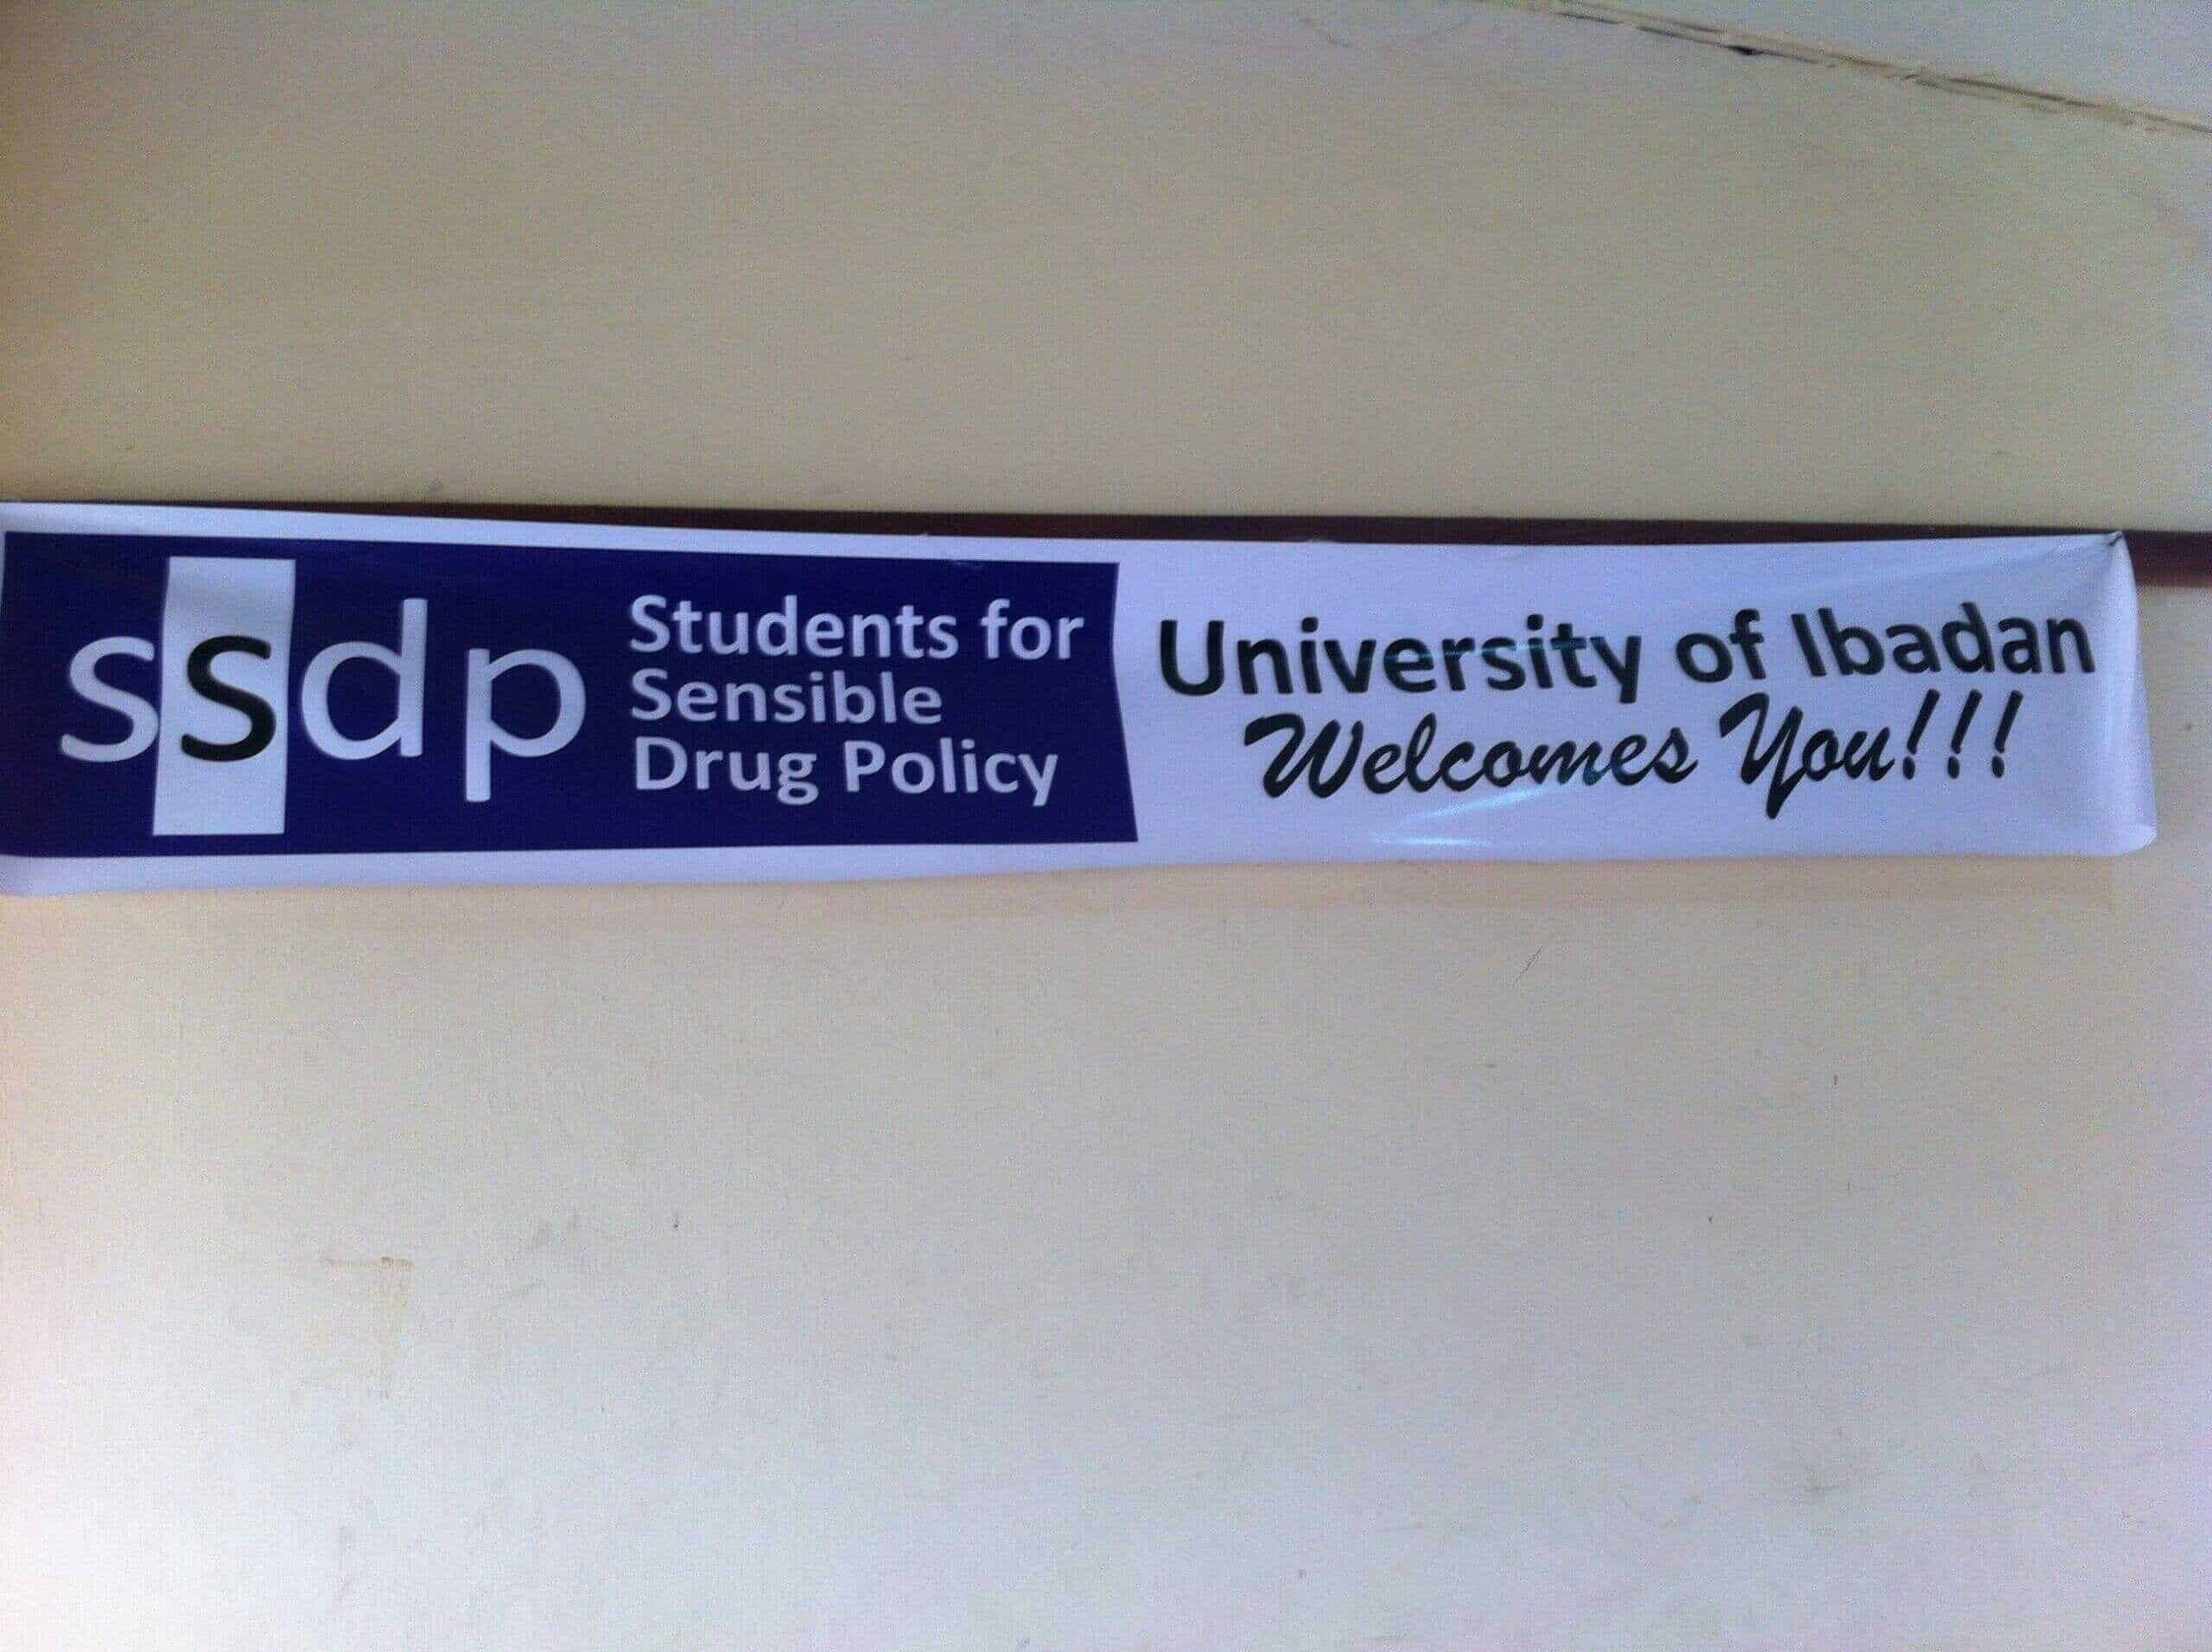 ssdp
Students for
Sensible
Drug Policy
University of Ibadan
Welcomes You!!!